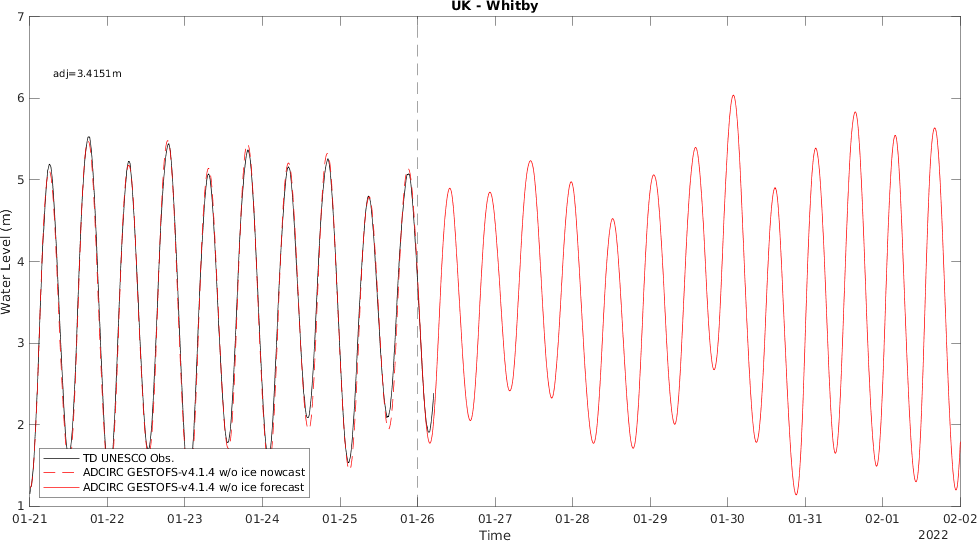 UK - Whitby
7
adj=3.4151m
6
5
4
Water Level (m)
3
2
TD UNESCO Obs.
ADCIRC GESTOFS-v4.1.4 w/o ice nowcast
ADCIRC GESTOFS-v4.1.4 w/o ice forecast
1
01-21 01-22 01-23 01-24 01-25 01-26 01-27 01-28 01-29 01-30 01-31 02-01 02-02
Time
2022